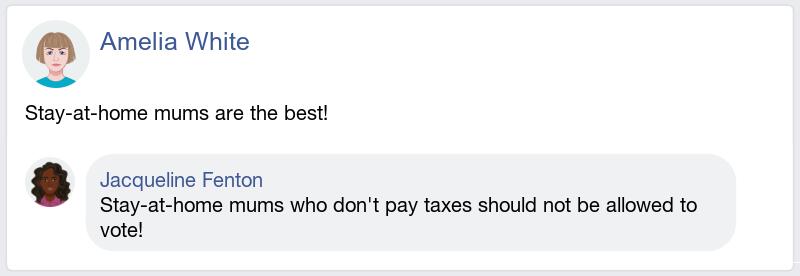 Amelia White
Stay-at-home mums are the best!
Jacqueline Fenton
Stay-at-home mums who don't pay taxes should not be allowed to
vote!